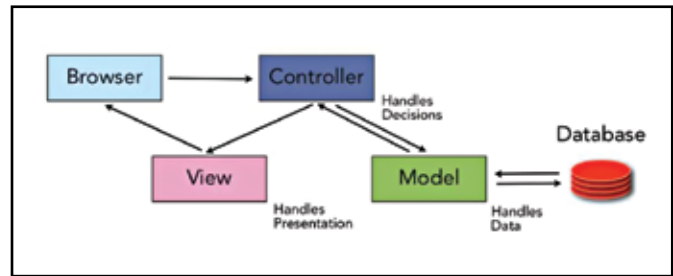 Browser
Controller
Handles
Decisions
Database
View
Model
Handles
Presentation
Handles
Data